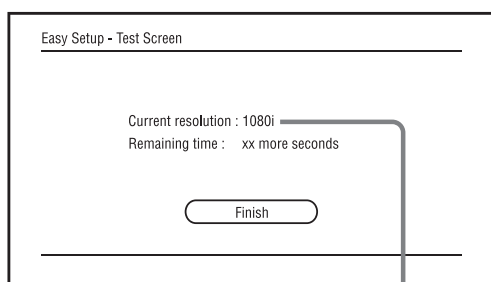 Easy Setup - Test Screen
Current resolution : 1080i
Remaining time : xx more seconds
Finish